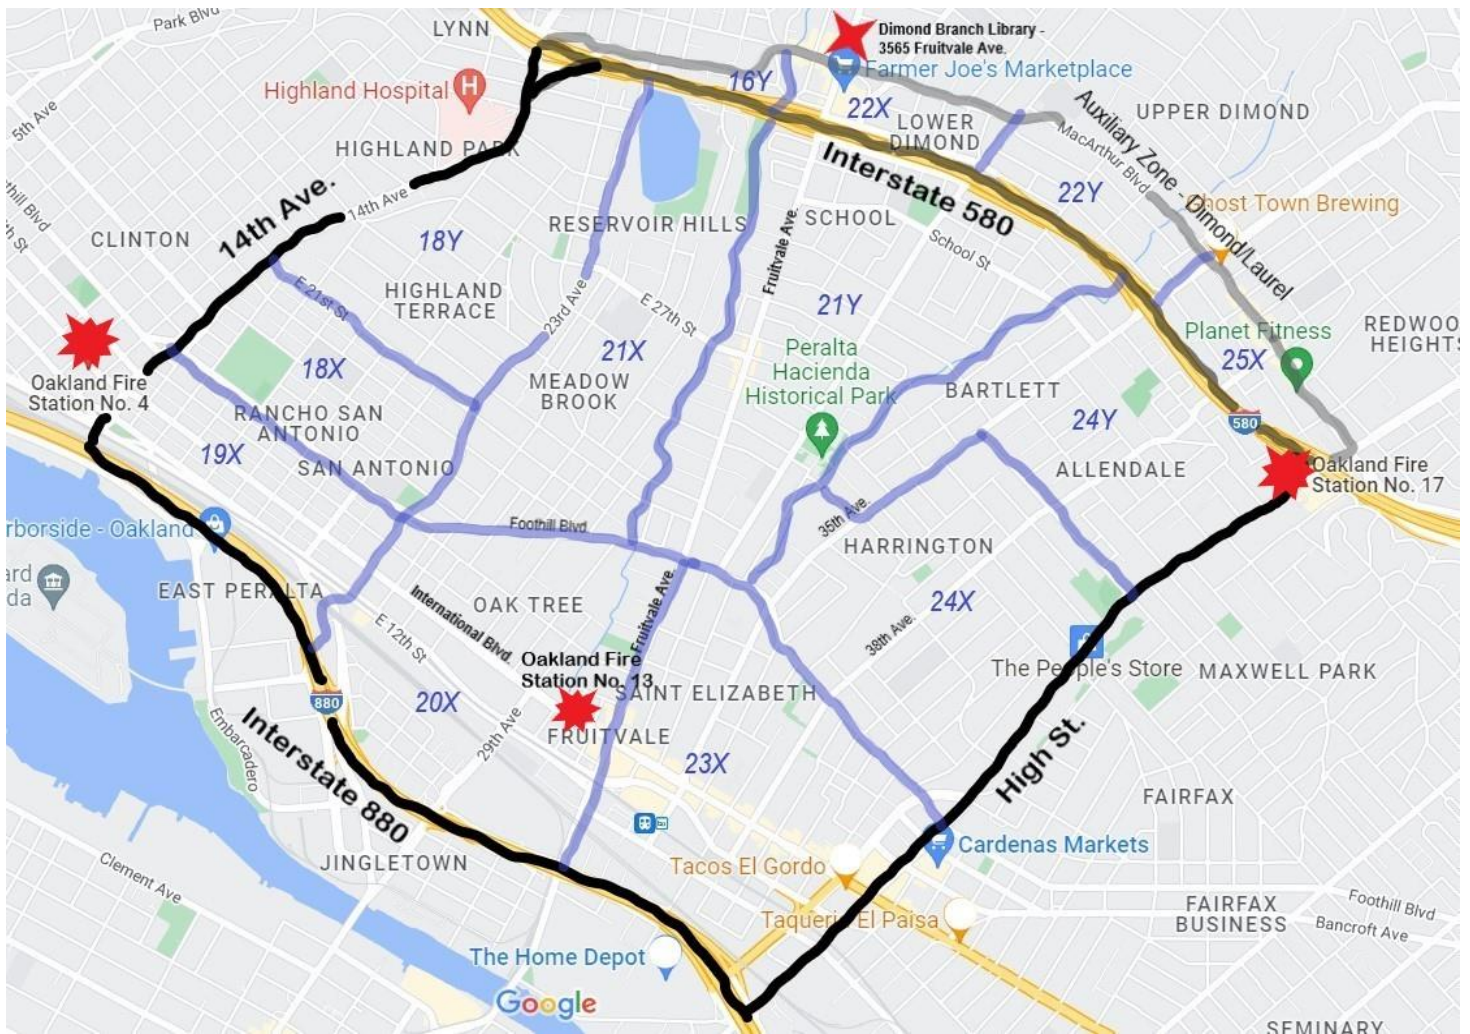 Park Blvd
LYNN
Dimond Branch Library -
3565 Fruitvale Ave.
Farmer Joe's Marketplace
16Y
22X
Highland Hospital
H
5th Ave
UPPER DIMOND
LOWER
DIMOND
Auxiliary Zone - Dimond/Laurel
MacArthur Blvd
HIGHLAND PARK
Interstate 580
22Y
14th Ave.
14th Ave
Ghost Town Brewing
RESERVOIR HILLS
SCHOOL
School St
Fruitvale Ave.
CLINTON
18Y
HIGHLAND
TERRACE
E 21st St
23rd Ave
E 27th St
21Y
Planet Fitness
REDWOO
HEIGHTS
Oakland Fire
Station No. 4
18X
21X
Peralta
Hacienda
Historical Park
25X
MEADOW
BROOK
BARTLETT
RANCHO SAN
ANTONIO
24Y
580
19X
SAN ANTONIO
ALLENDALE
Oakland Fire
Station No. 17
rborside - Oakland
Foothill Blvd
35th Ave.
HARRINGTON
ard
da
EAST PERALTA
International Blvd.
OAK TREE
Fruitvale Ave.
24X
E 12th St
38th Ave.
Oakland Fire
Station No. 13
The People's Store
MAXWELL PARK
SAINT ELIZABETH
880
20X
29th Ave
FRUITVALE
23X
Embarcadero
Interstate 880
High St.
FAIRFAX
JINGLETOWN
Cardenas Markets
Tacos El Gordo
Clement Ave
Taqueria El Paisa
FAIRFAX
BUSINESS
Foothill Blvd
Bancroft Ave
The Home Depot
Google
SEMINARY